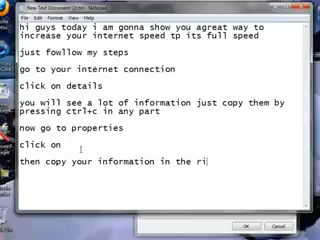 New Text Document (2).txt - Notepad
File Edit Format View Help
hi guys today i am gonna show you agreat way to
increase your internet speed tp its full speed
just fowllow my steps
go to your internet connection
click on details
you will see a lot of information just copy them by
pressing ctrl+c in any part
now go to properties
click on
then copy your information in the ri
OK Cancel